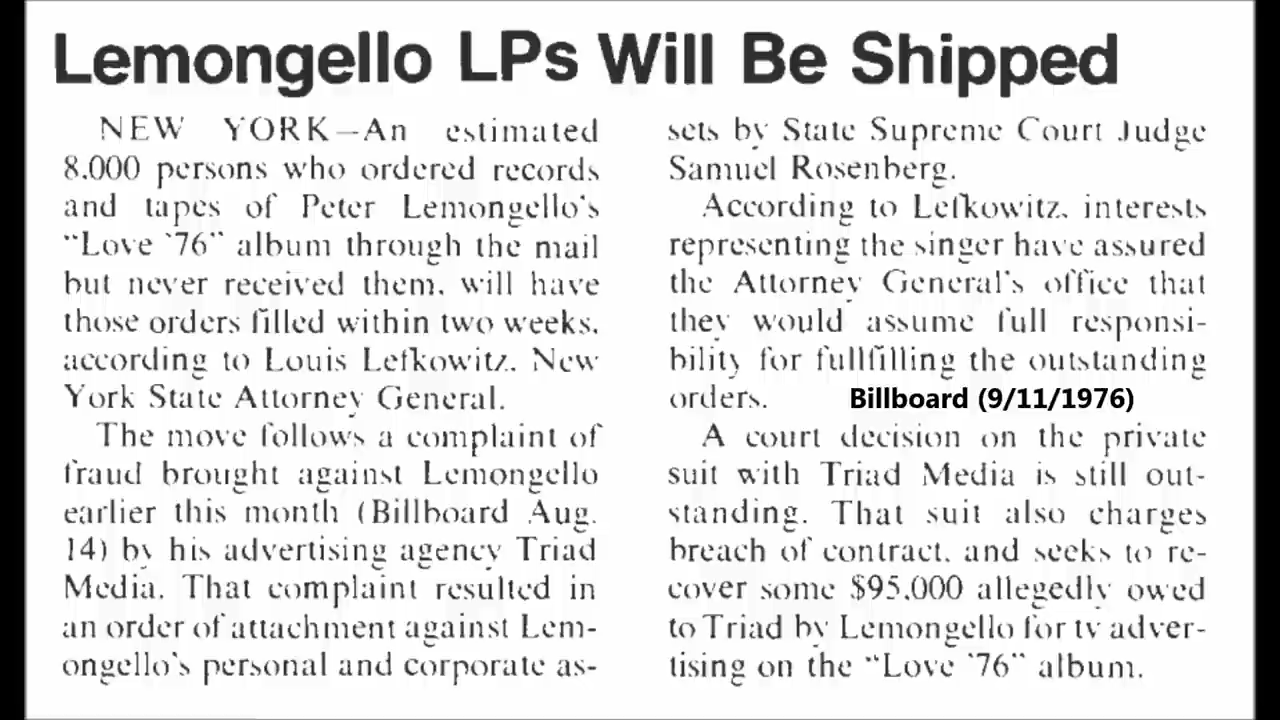 Lemongello LPs Will Be Shipped
NEW YORK—An estimated
8,000 persons who ordered records
and tapes of Peter Lemongello's
"Love '76" album through the mail
but never received them, will have
those orders filled within two weeks,
according to Louis Lefkowitz, New
York State Attorney General.
The move follows a complaint of
fraud brought against Lemongello
earlier this month (Billboard Aug.
14) by his advertising agency Triad
Media. That complaint resulted in
an order of attachment against Lem-
ongello's personal and corporate as-
sets by State Supreme Court Judge
Samuel Rosenberg.
According to Lefkowitz, interests
representing the singer have assured
the Attorney General's office that
they would assume full responsi-
bility for fullfilling the outstanding
orders.
Billboard (9/11/1976)
A court decision on the private
suit with Triad Media is still out-
standing. That suit also charges
breach of contract, and seeks to re-
cover some $95,000 allegedly owed
to Triad by Lemongello for tv adver-
tising on the "Love '76" album.